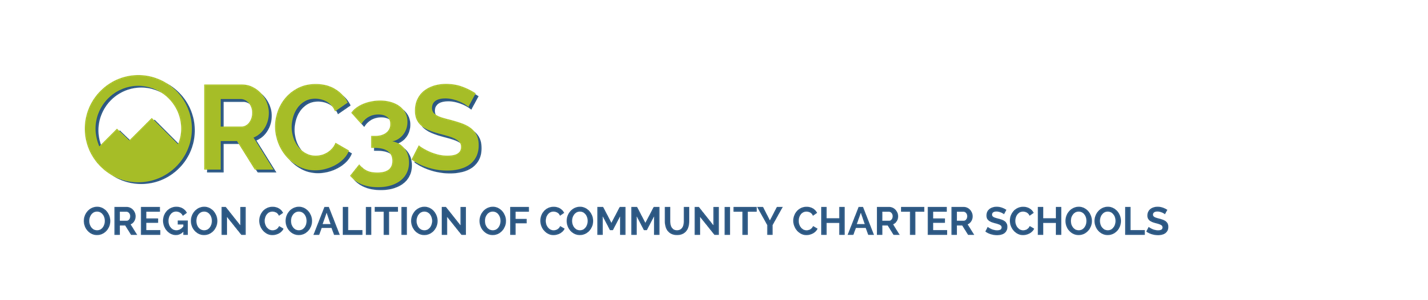 ORC3S
OREGON COALITION OF COMMUNITY CHARTER SCHOOLS